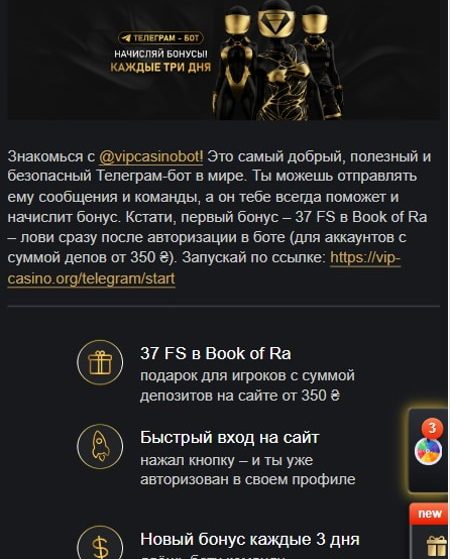 ТЕЛЕГРАМ - БОТ
НАЧИСЛЯЙ БОНУСЫ!
КАЖДЫЕ ТРИ ДНЯ
Знакомься с @vipcasinobot! Это самый добрый, полезный и
безопасный Телеграм-бот в мире. Ты можешь отправлять
ему сообщения и команды, а он тебе всегда поможет и
начислит бонус. Кстати, первый бонус – 37 FS в Book of Ra
– лови сразу после авторизации в боте (для аккаунтов с
суммой депов от 350 ₴). Запускай по ссылке: https://vip-
casino.org/telegram/start
37 FS в Book of Ra
подарок для игроков с суммой
депозитов на сайте от 350 ₴
Быстрый вход на сайт
нажал кнопку – и ты уже
авторизован в своем профиле
3
new
Новый бонус каждые 3 дня